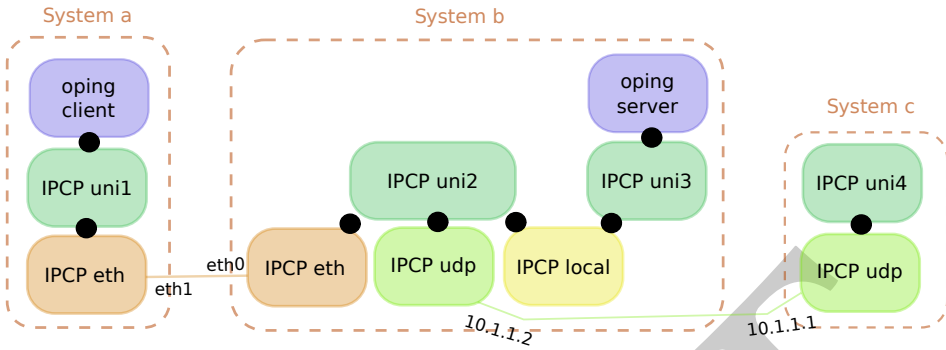 System a
System b
System c
oping
client
oping
server
IPCP uni1
IPCP uni2
IPCP uni3
IPCP uni4
IPCP eth
eth1
eth0
IPCP eth
IPCP udp
IPCP local
IPCP udp
10.1.1.2
10.1.1.1